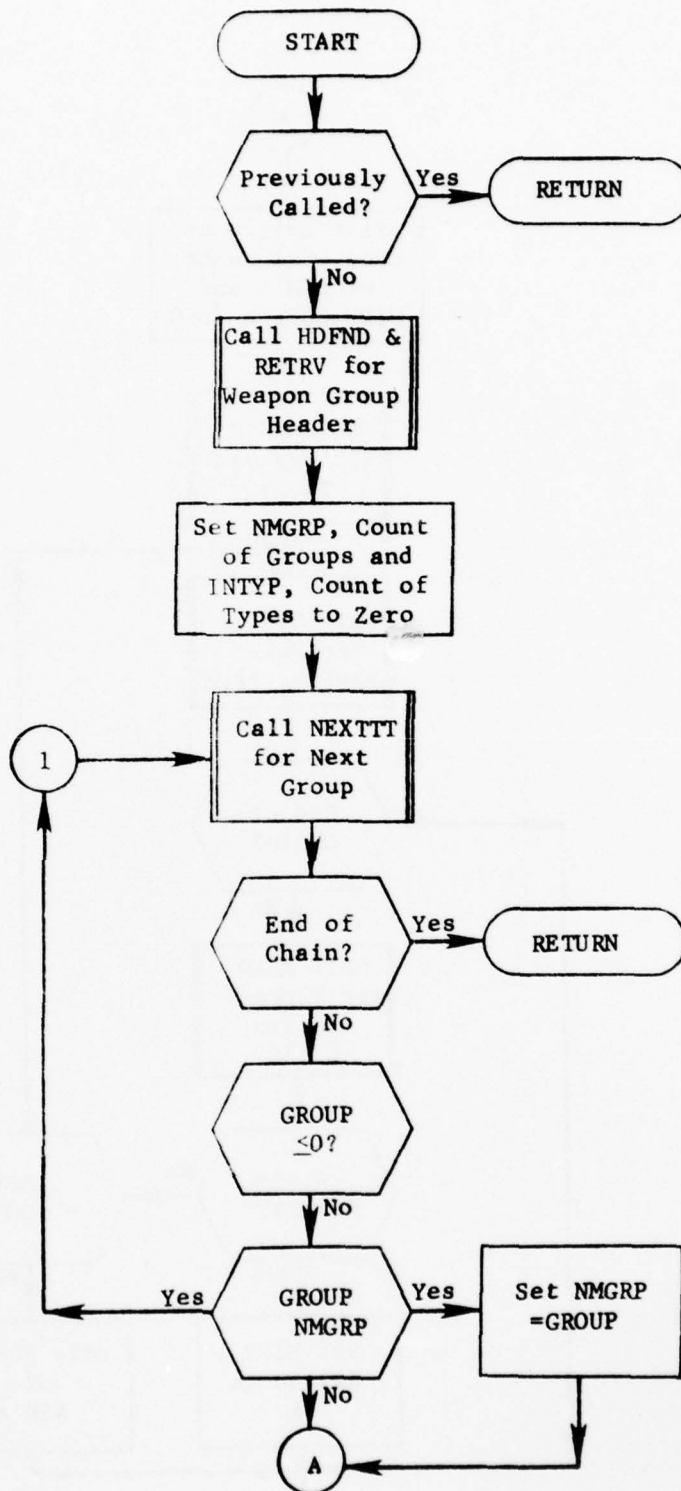 START
Previously
Called?
Yes
RETURN
No
Call HDFND &
RETRV for
Weapon Group
Header
Set NMGRP, Count
of Groups and
INTYP, Count of
Types to Zero
1
Call NEXTTT
for Next
Group
End of
Chain?
Yes
RETURN
No
GROUP
≤0?
No
Yes
GROUP
NMGRP
Yes
Set NMGRP
=GROUP
No
A